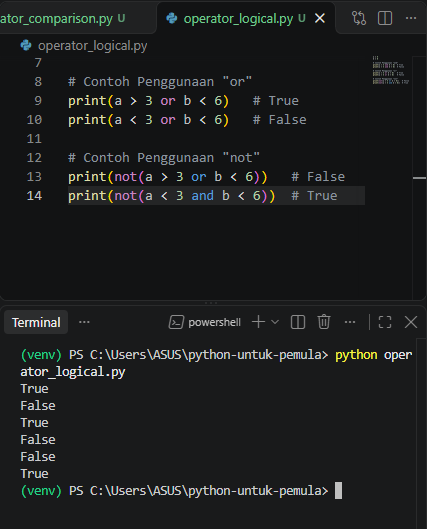 ator_comparison.py U
operator_logical.py U
operator_logical.py
7
8 # Contoh Penggunaan "or"
9 print(a > 3 or b < 6) # True
10 print(a < 3 or b < 6) # False
11
12 # Contoh Penggunaan "not"
13 print(not(a > 3 or b < 6)) # False
14 print(not(a < 3 and b < 6)) # True
Terminal
powershell
(venv) PS C:\Users\ASUS\python-untuk-pemula> python oper
ator_logical.py
True
False
True
False
False
True
(venv) PS C:\Users\ASUS\python-untuk-pemula>